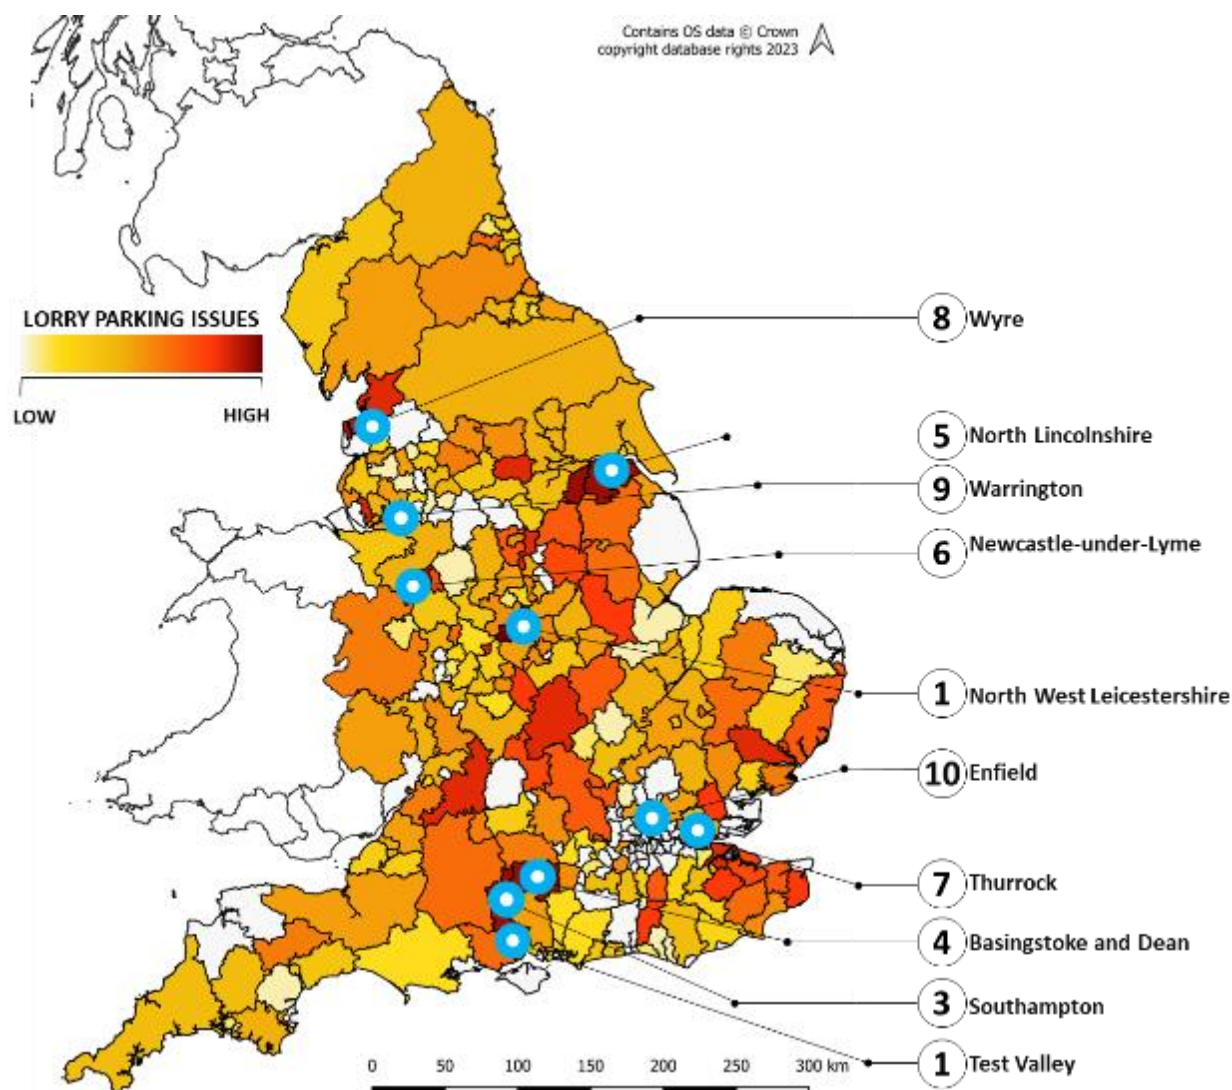 Contains OS data © Crown
copyright database rights 2023
LORRY PARKING ISSUES
LOW
HIGH
8 Wyre
5 North Lincolnshire
9 Warrington
6 Newcastle-under-Lyme
1 North West Leicestershire
10 Enfield
7 Thurrock
4 Basingstoke and Dean
3 Southampton
1 Test Valley
0 50 100 150 200 250 300 km